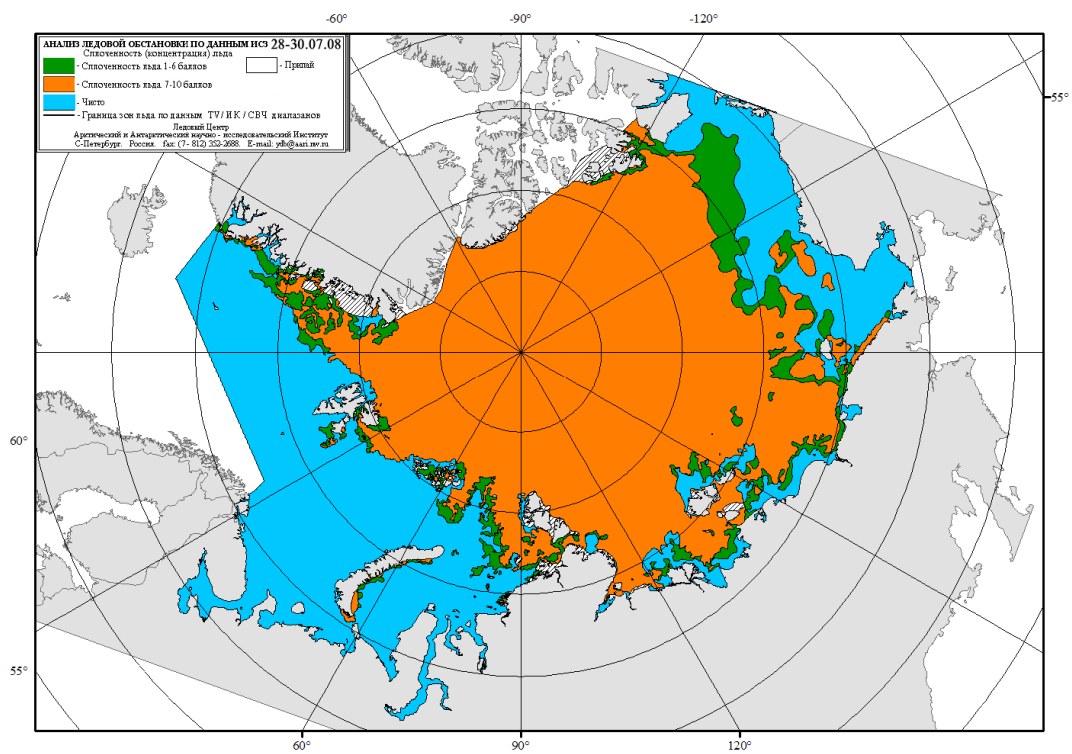 -60°
-90°
-120°
АНАЛИЗ ЛЕДОВОЙ ОБСТАНОВКИ ПО ДАННЫМ ИСЗ 28-30.07.08
Сплоченность (концентрация) льда
- Сплоченность льда 1-6 баллов
- Припай
- Сплоченность льда 7-10 баллов
- Чисто
- Граница зон льда по данным TV / ИК / СВЧ диапазонов
Ледовый Центр
Арктический и Антарктический научно - исследовательский Институт
С-Петербург. Россия. fax: (7 - 812) 352-2688. E-mail: ydb@aari.nw.ru
55°
60°
55°
60°
90°
120°